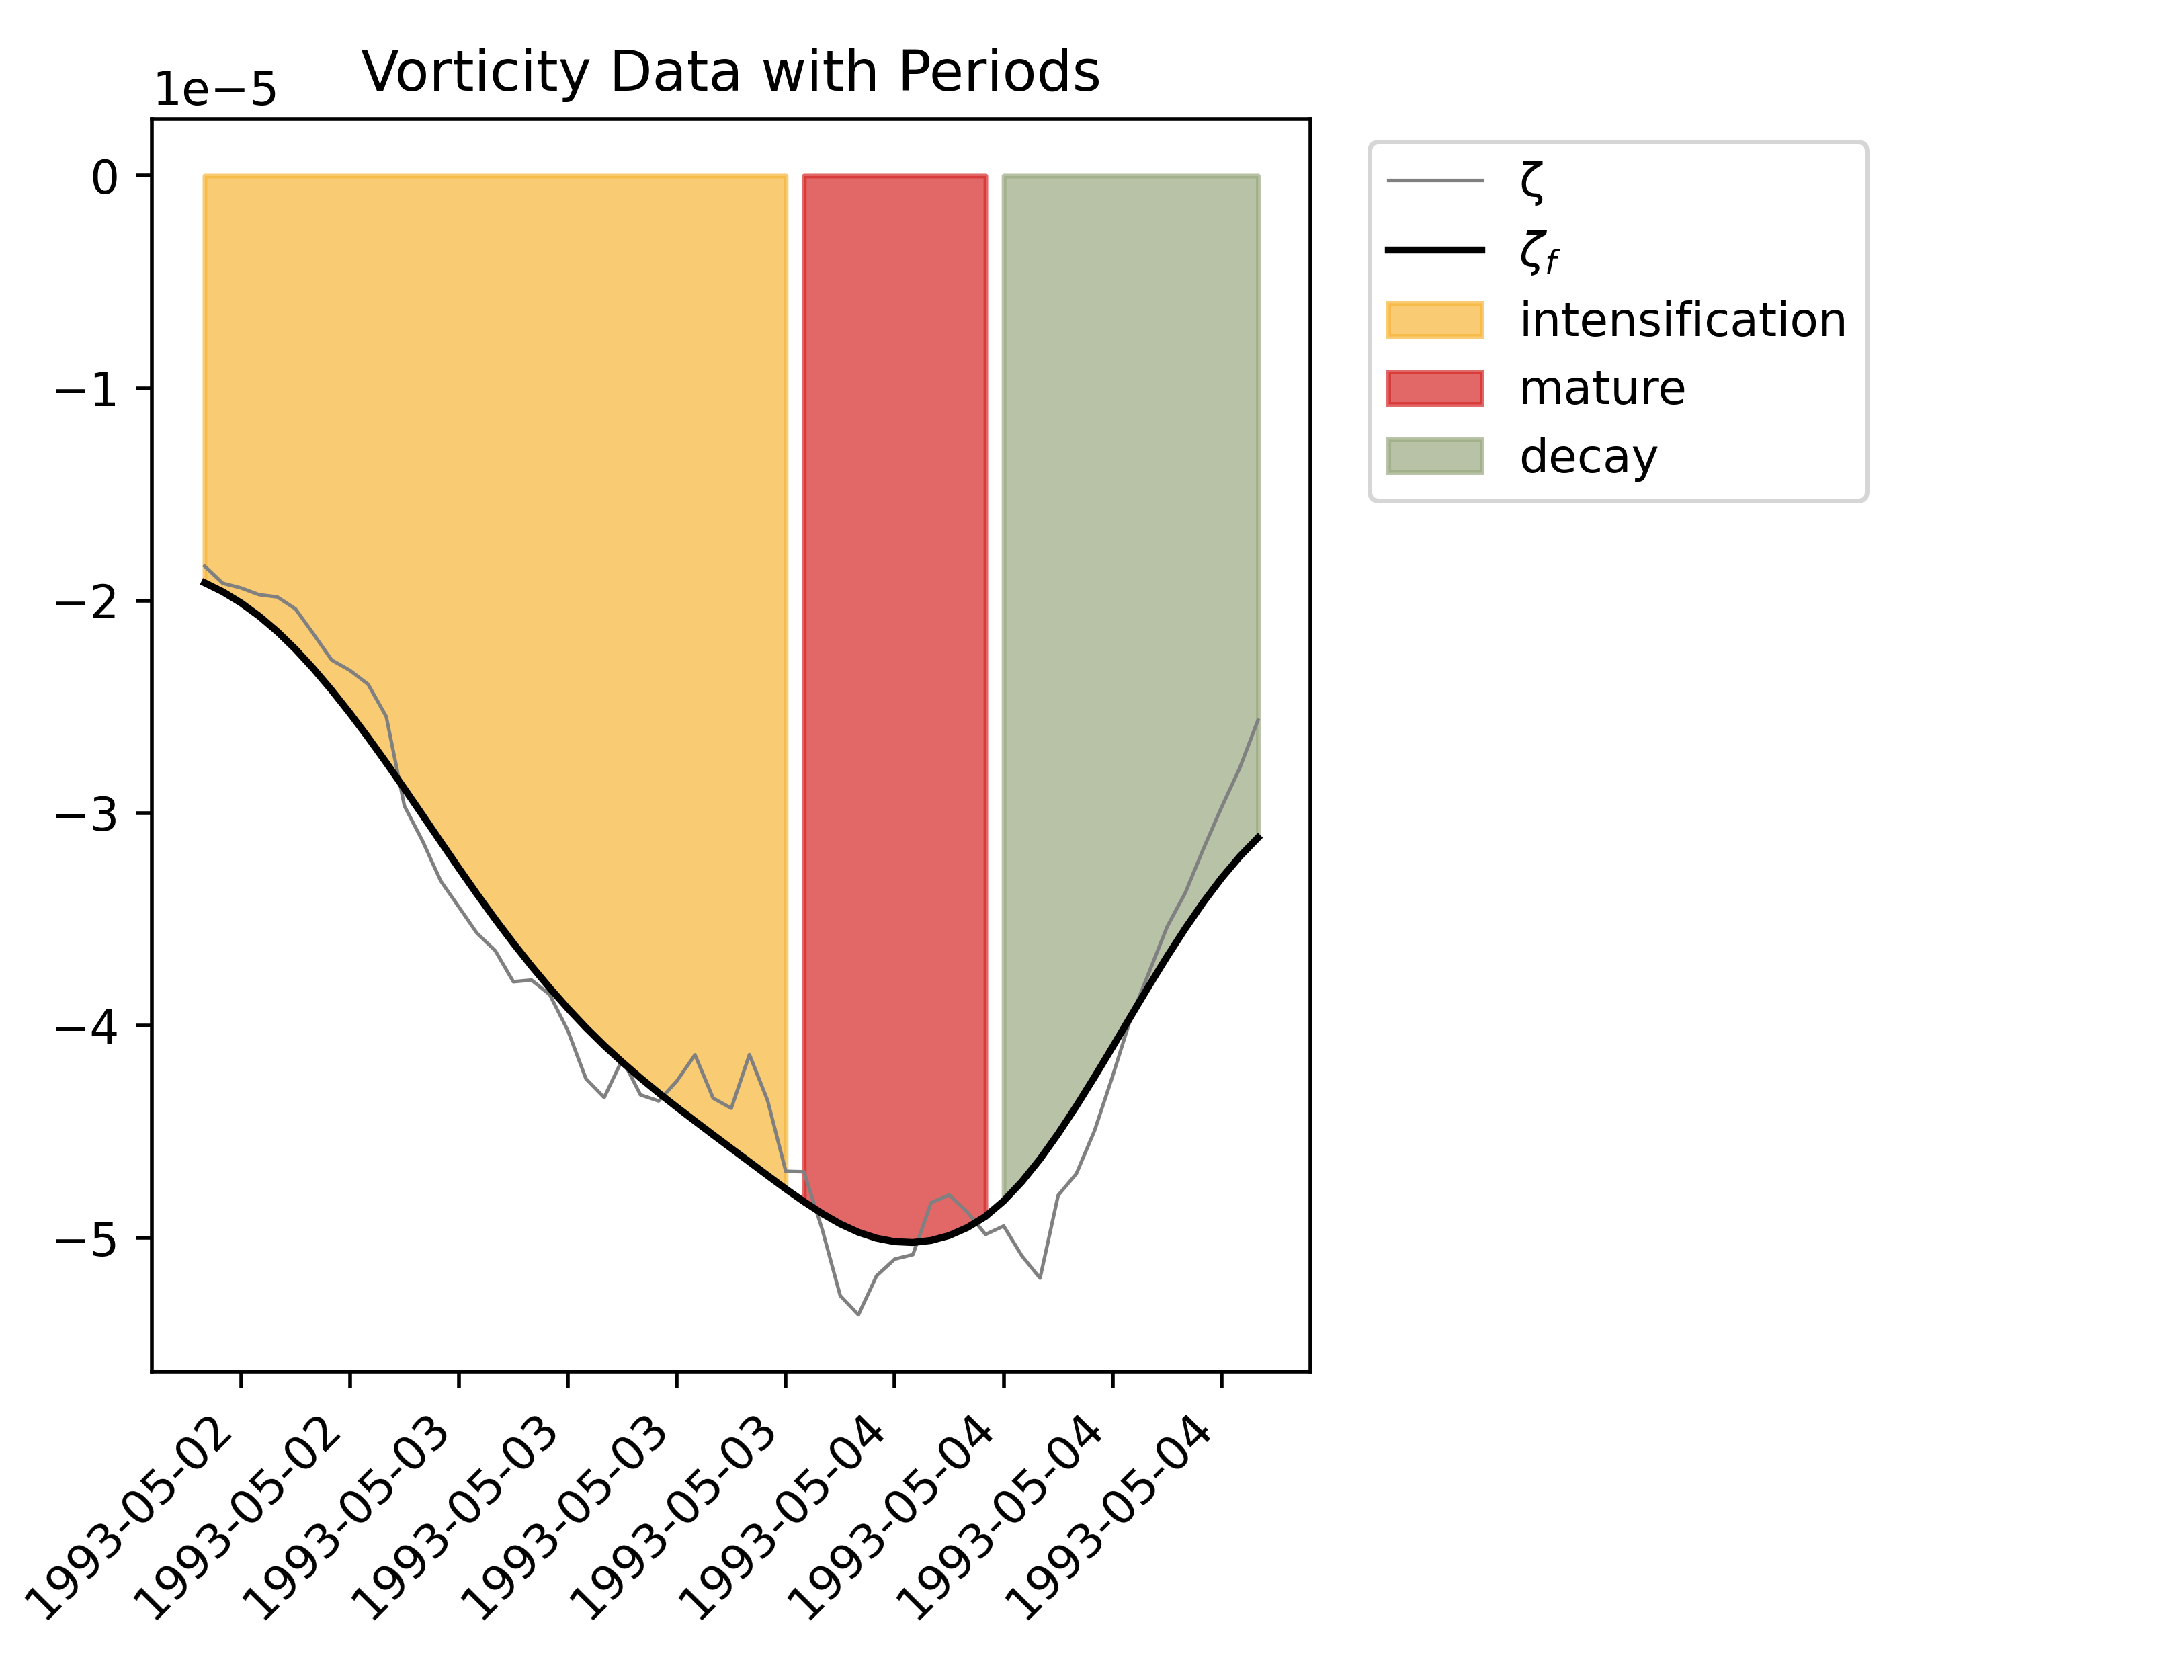 Vorticity Data with Periods
1e−5
0
−1
−2
−3
−4
−5
1993-05-02
1993-05-02
1993-05-03
1993-05-03
1993-05-03
1993-05-03
1993-05-04
1993-05-04
1993-05-04
1993-05-04
ζ
ζf
intensification
mature
decay